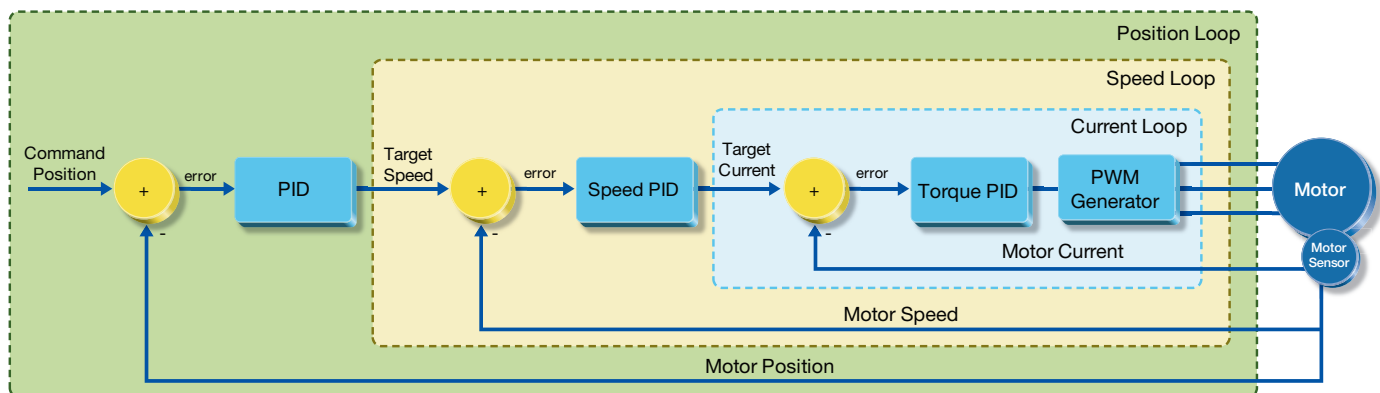 Position Loop
Speed Loop
Current Loop
Command
Position
+
-
error
PID
Target
Speed
+
-
error
Speed PID
Target
Current
+
-
error
Torque PID
PWM
Generator
Motor
Motor
Sensor
Motor Current
Motor Speed
Motor Position